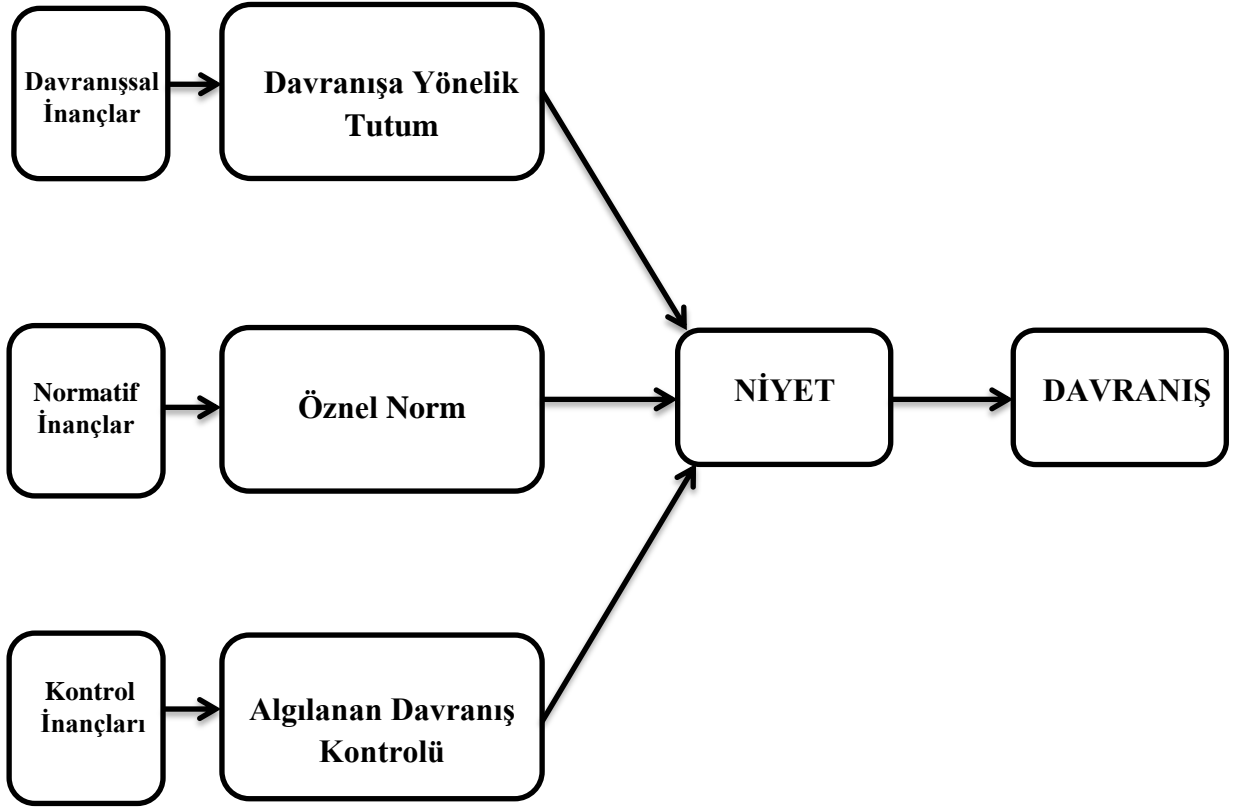 Davranışsal
İnançlar
Davranışa Yönelik
Tutum
Normatif
İnançlar
Öznel Norm
NİYET
DAVRANIŞ
Kontrol
İnançları
Algılanan Davranış
Kontrolü